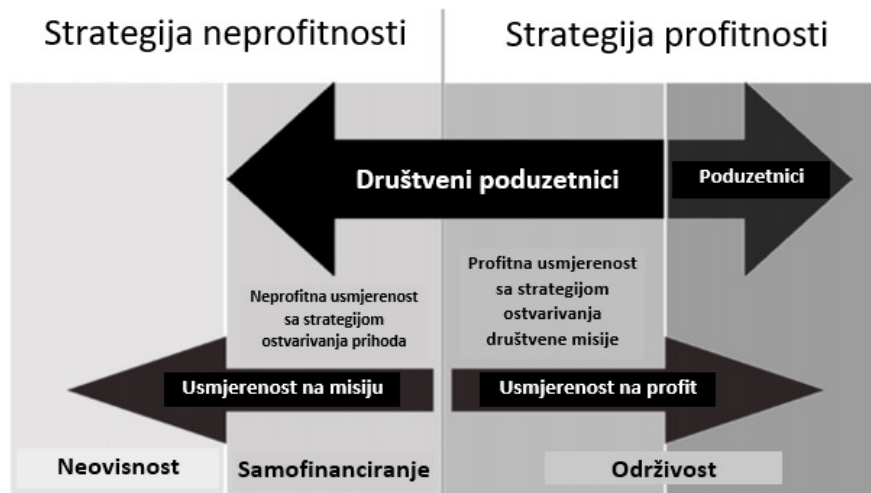 Strategija neprofitnosti
Strategija profitnosti
Društveni poduzetnici
Poduzetnici
Neprofitna usmjerenost
sa strategijom
ostvarivanja prihoda
Profitna usmjerenost
sa strategijom
ostvarivanja
društvene misije
Usmjerenost na misiju
Usmjerenost na profit
Neovisnost
Samofinanciranje
Održivost